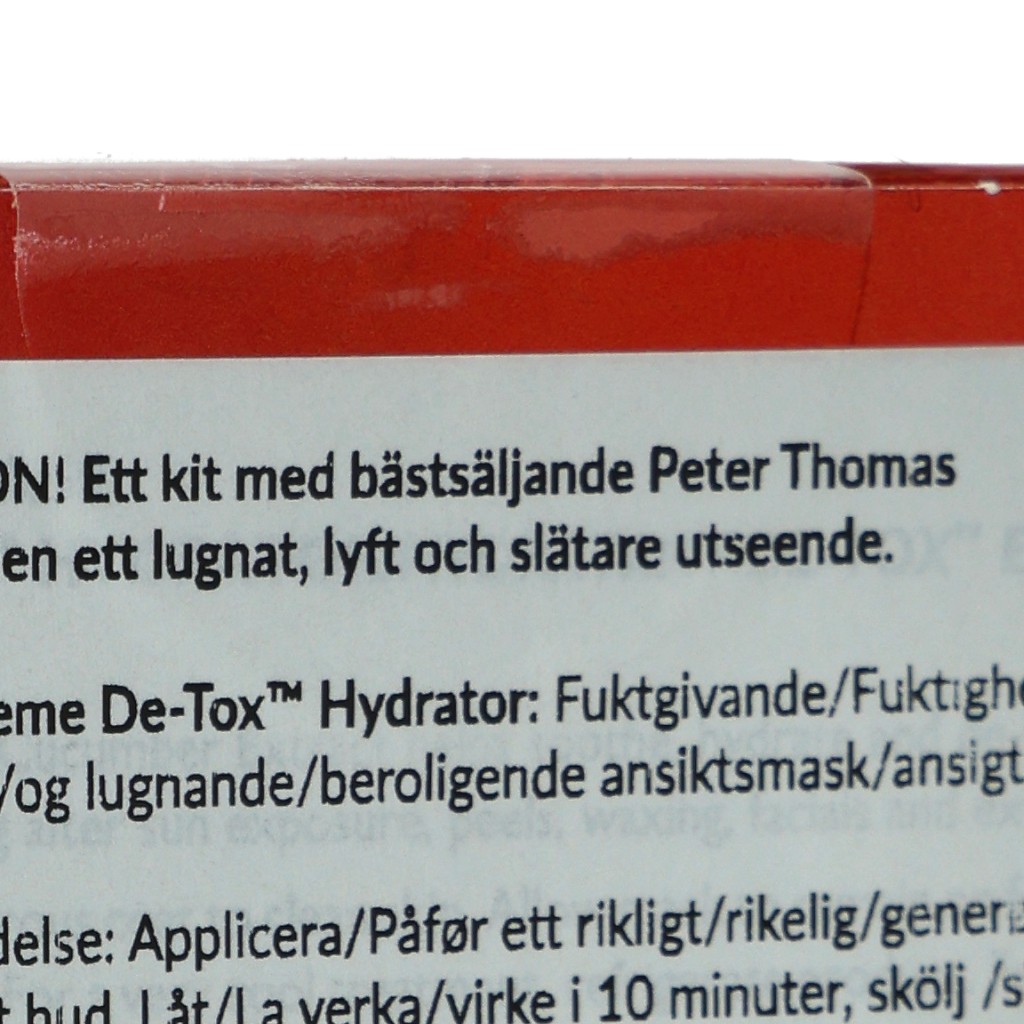 ON! Ett kit med bästsäljande Peter Thomas
en ett lugnat, lyft och slätare utseende.
eme De-Tox™ Hydrator: Fuktgivande/Fuktighe
/og lugnande/beroligende ansiktsmask/ansigt
delse: Applicera/Påfør ett rikligt/rikelig/genere
t hud. Låt/La verka/virke i 10 minuter, skölj /s